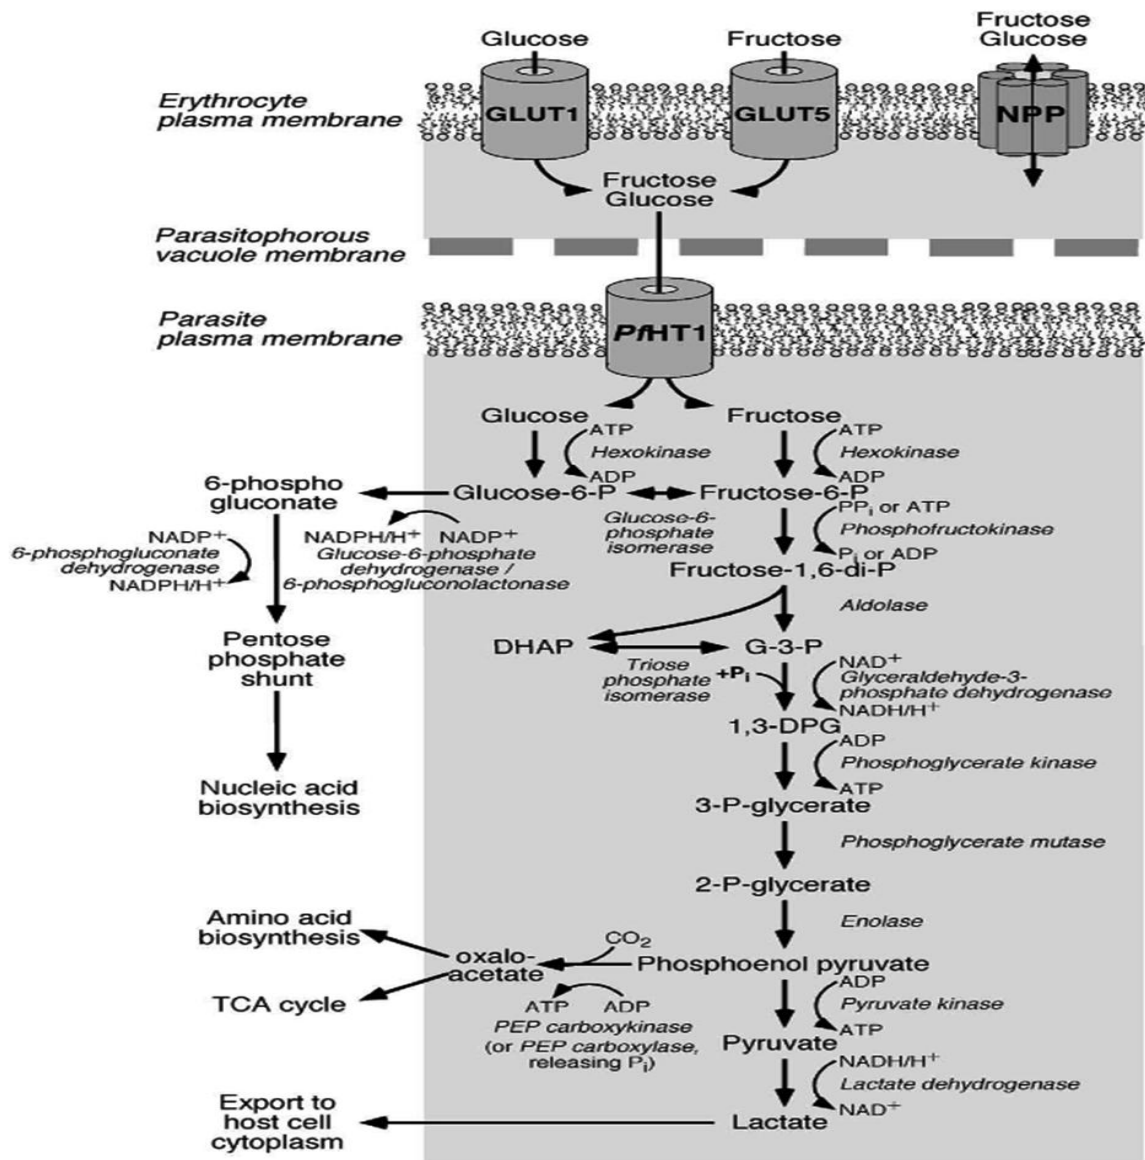 Glucose
Fructose
Fructose
Glucose
Erythrocyte
plasma membrane
GLUT1
GLUT5
NPP
Fructose
Glucose
Parasitophorous
vacuole membrane
Parasite
plasma membrane
PfHT1
Glucose
Fructose
ATP
Hexokinase
ADP
ATP
Hexokinase
ADP
6-phospho
gluconate
Glucose-6-P
Fructose-6-P
NADP+
6-phosphogluconate
dehydrogenase
NADPH/H+
NADPH/H+ NADP+
Glucose-6-phosphate
dehydrogenase /
6-phosphogluconolactonase
Glucose-6-
phosphate
isomerase
PPi or ATP
Phosphofructokinase
Pi or ADP
Fructose-1,6-di-P
Aldolase
Pentose
phosphate
shunt
DHAP
G-3-P
Triose
phosphate
isomerase
+Pi
NAD+
Glyceraldehyde-3-
phosphate dehydrogenase
NADH/H+
1,3-DPG
ADP
Phosphoglycerate kinase
ATP
Nucleic acid
biosynthesis
3-P-glycerate
Phosphoglycerate mutase
2-P-glycerate
Enolase
Amino acid
biosynthesis
oxalo-
acetate
CO2
Phosphoenol pyruvate
TCA cycle
ATP ADP
PEP carboxykinase
(or PEP carboxylase,
releasing Pi)
ADP
Pyruvate kinase
ATP
Pyruvate
NADH/H+
Lactate dehydrogenase
NAD+
Export to
host cell
cytoplasm
Lactate